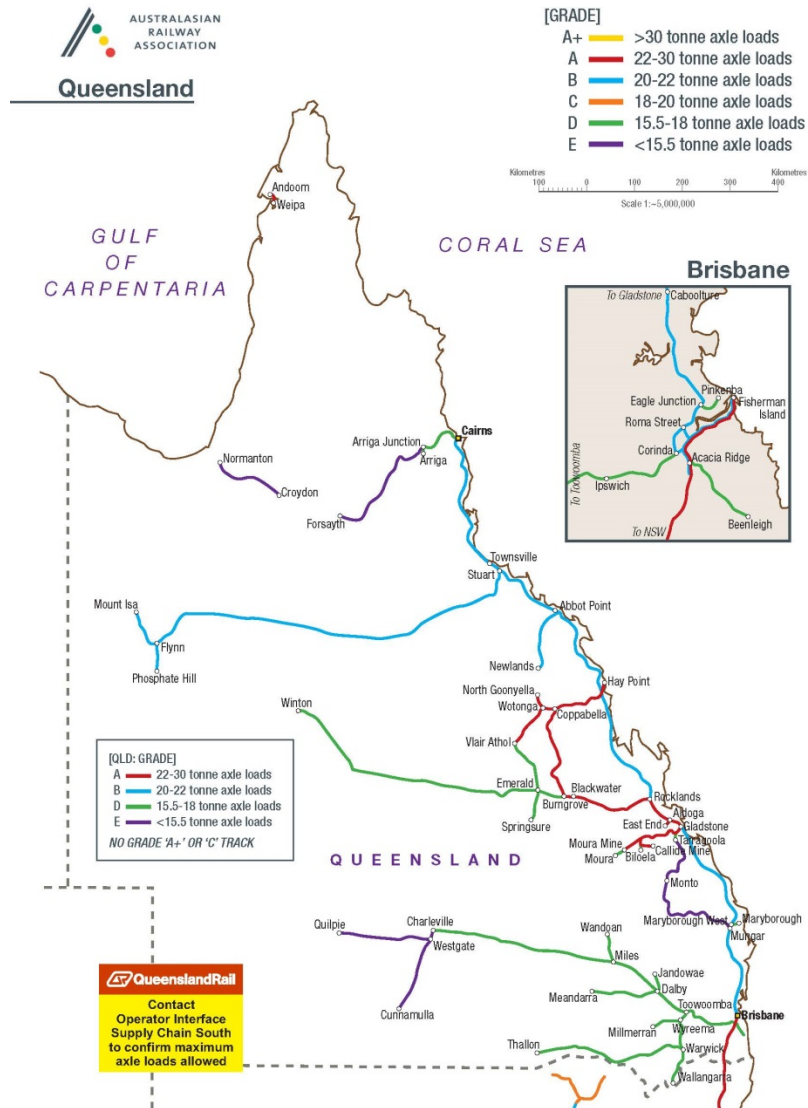 AUSTRALASIAN
RAILWAY
ASSOCIATION
Queensland
[GRADE]
A+ >30 tonne axle loads
A 22-30 tonne axle loads
B 20-22 tonne axle loads
C 18-20 tonne axle loads
D 15.5-18 tonne axle loads
E <15.5 tonne axle loads
Kilometres Kilometres
100 0 100 200 300 400
Scale 1:~5,000,000
Andoom
Weipa
GULF
OF
CARPENTARIA
CORAL SEA
Brisbane
To Gladstone
Caboolture
Pinkenba
Eagle Junction
Fisherman
Island
Roma Street
Corinda
Acacia Ridge
To Toowoomba
Ipswich
Beenleigh
To NSW
Cairns
Arriga Junction
Arriga
Normanton
Croydon
Forsayth
Townsville
Stuart
Mount Isa
Abbot Point
Flynn
Newlands
Phosphate Hill
Hay Point
North Goonyella
Winton
Wotonga
Coppabella
Vlair Athol
[QLD: GRADE]
A 22-30 tonne axle loads
B 20-22 tonne axle loads
D 15.5-18 tonne axle loads
E <15.5 tonne axle loads
NO GRADE 'A+' OR 'C' TRACK
Emerald
Blackwater
Burngrove
Rocklands
Springsure
Aldoga
East End
Gladstone
Tarragoola
Moura Mine
Callide Mine
Moura
Biloela
QUEENSLAND
Monto
Maryborough West
Maryborough
Mungar
Quilpie
Charleville
Westgate
Wandoan
Miles
Jandowae
Cunnamulla
Meandarra
Dalby
Toowoomba
Brisbane
Millmerran
Wyreema
Thallon
Warwick
Wallangarra
QueenslandRail
Contact
Operator Interface
Supply Chain South
to confirm maximum
axle loads allowed